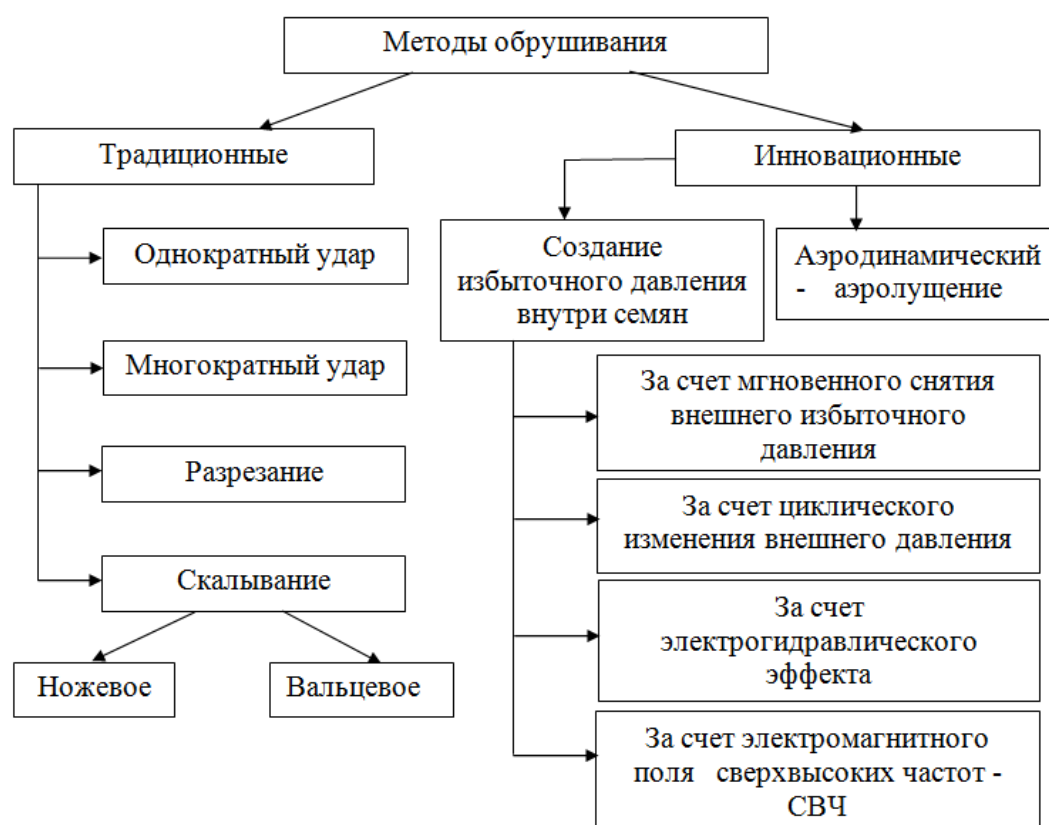 Методы обрушивания
Традиционные
Инновационные
Однократный удар
Многократный удар
Разрезание
Скалывание
Ножевое
Вальцевое
Создание
избыточного давления
внутри семян
Аэродинамический
- аэролущение
За счет мгновенного снятия
внешнего избыточного
давления
За счет циклического
изменения внешнего давления
За счет
электрогидравлического
эффекта
За счет электромагнитного
поля сверхвысоких частот -
СВЧ